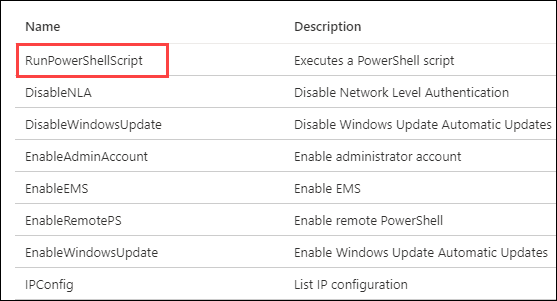 Name Description
RunPowerShellScript Executes a PowerShell script
DisableNLA Disable Network Level Authentication
DisableWindowsUpdate Disable Windows Update Automatic Updates
EnableAdminAccount Enable administrator account
EnableEMS Enable EMS
EnableRemotePS Enable remote PowerShell
EnableWindowsUpdate Enable Windows Update Automatic Updates
IPConfig List IP configuration